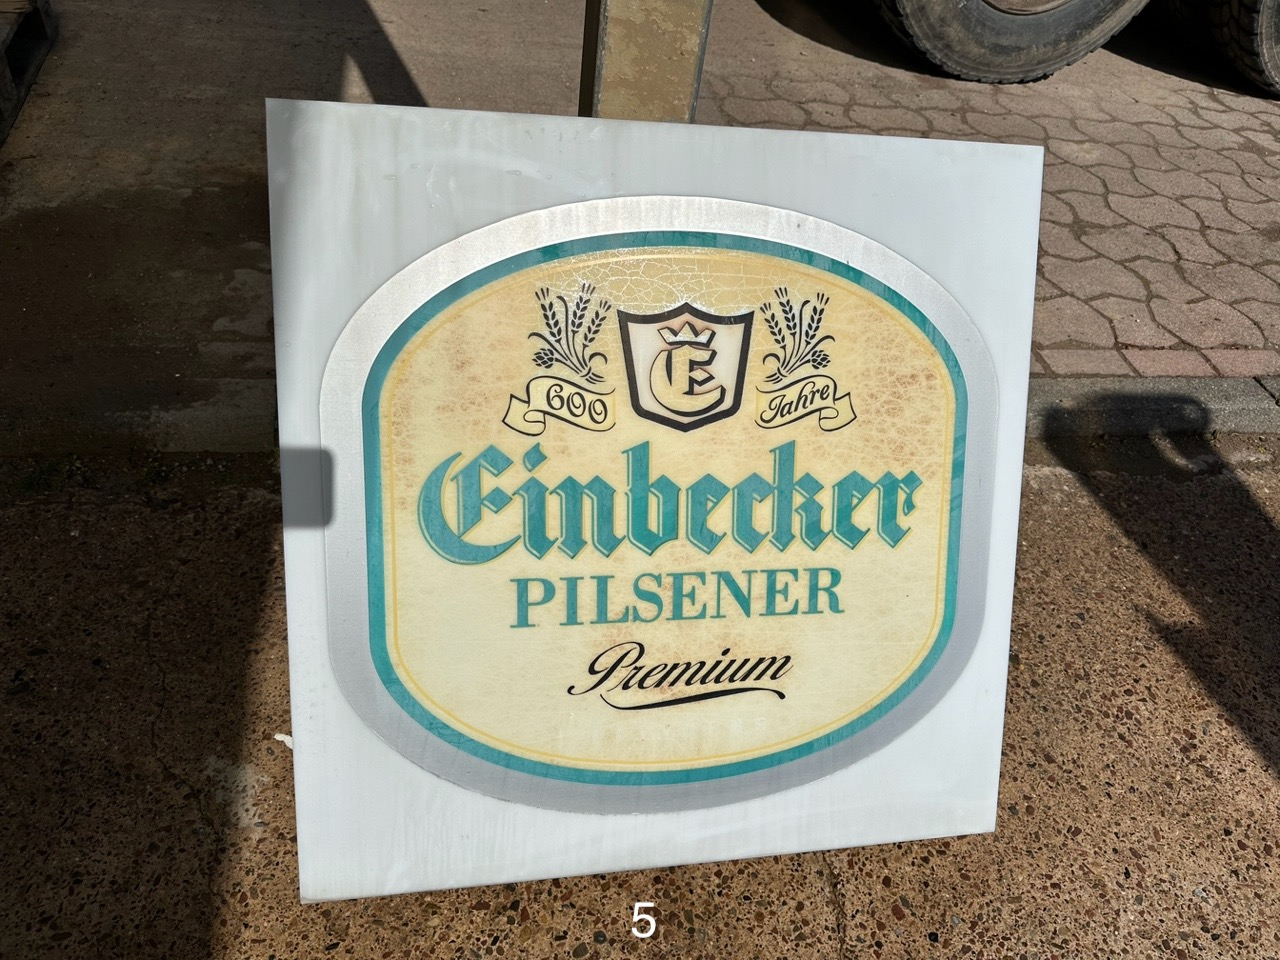 600 E Jahre
Einbecker
PILSENER
Premium
5